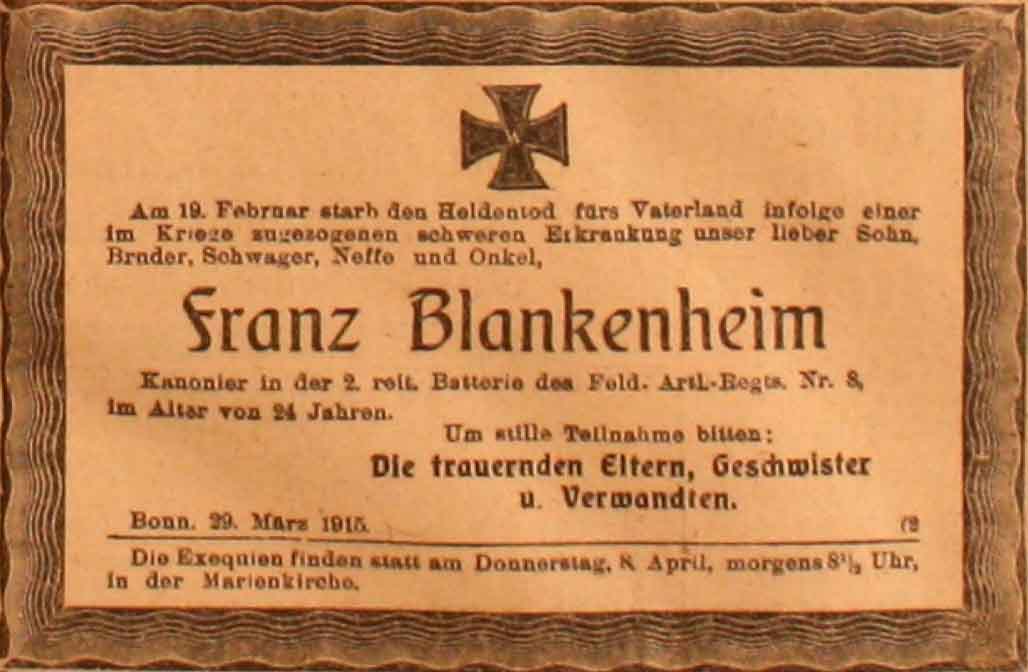 Am 19. Februar starb den Heldentod fürs Vaterland infolge einer
im Kriege zugezogenen schweren Erkrankung unser lieber Sohn,
Bruder, Schwager, Neffe und Onkel,
Franz Blankenheim
Kanonier in der 2. reit. Batterie des Feld- Artl.-Regts. Nr. 8,
im Alter von 24 Jahren.
Um stille Teilnahme bitten:
Die trauernden Eltern, Geschwister
u. Verwandten.
Bonn, 29. März 1915. (2
Die Exequien finden statt am Donnerstag, 8. April, morgens 8½ Uhr,
in der Marienkirche.